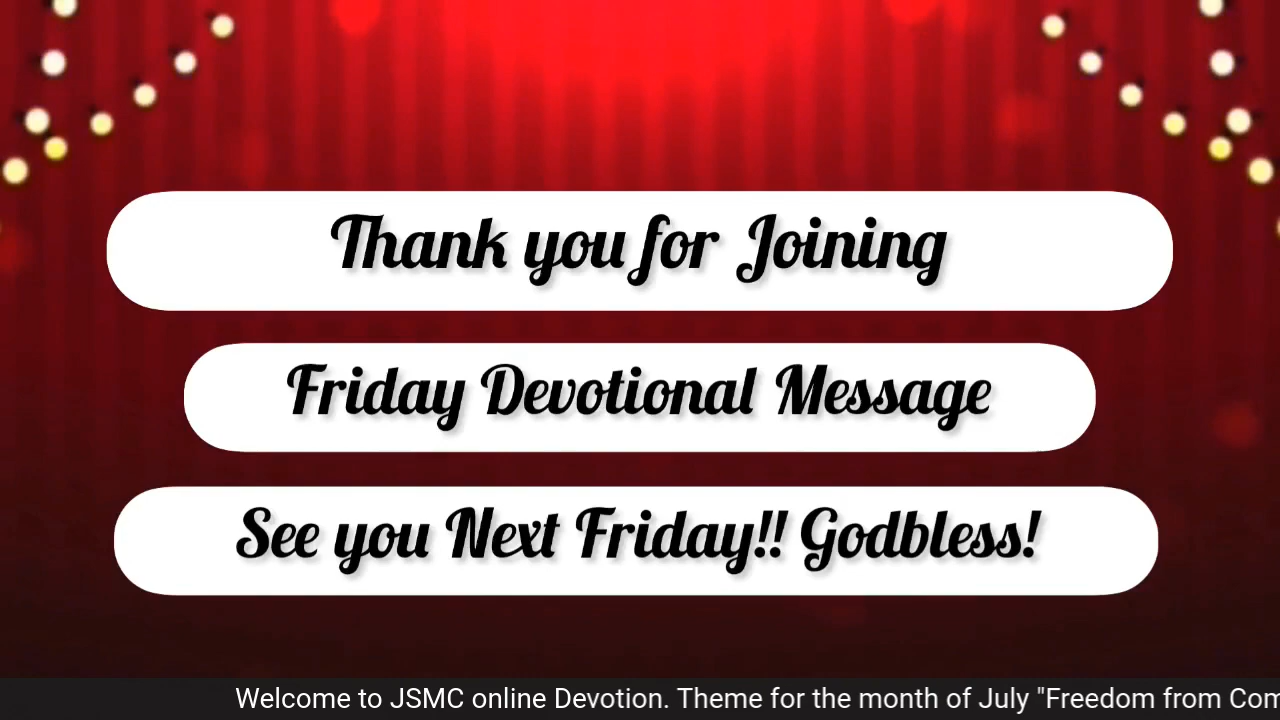 Thank you for Joining
Friday Devotional Message
See you Next Friday!! Godbless!
Welcome to JSMC online Devotion. Theme for the month of July "Freedom from